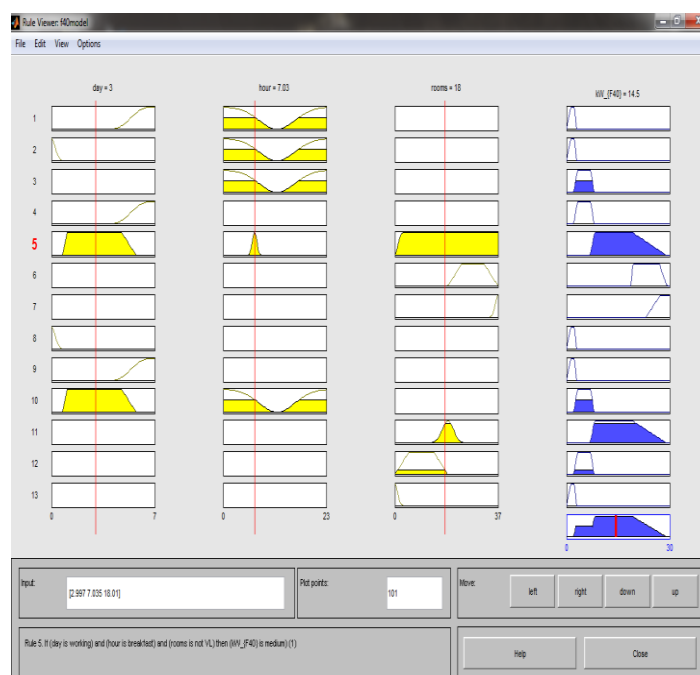 Rule Viewer: f40model
File Edit View Options
day = 3 hour = 7.03 rooms = 18 kW_{F40} = 14.5
1
2
3
4
5
6
7
8
9
10
11
12
13
0 7 0 23 0 37
0 30
Input: [2.997 7.035 18.01] Plot points: 101 Move: left right down up
Rule 5. If (day is working) and (hour is breakfast) and (rooms is not VL) then (kW_{F40} is medium) (1)
Help Close